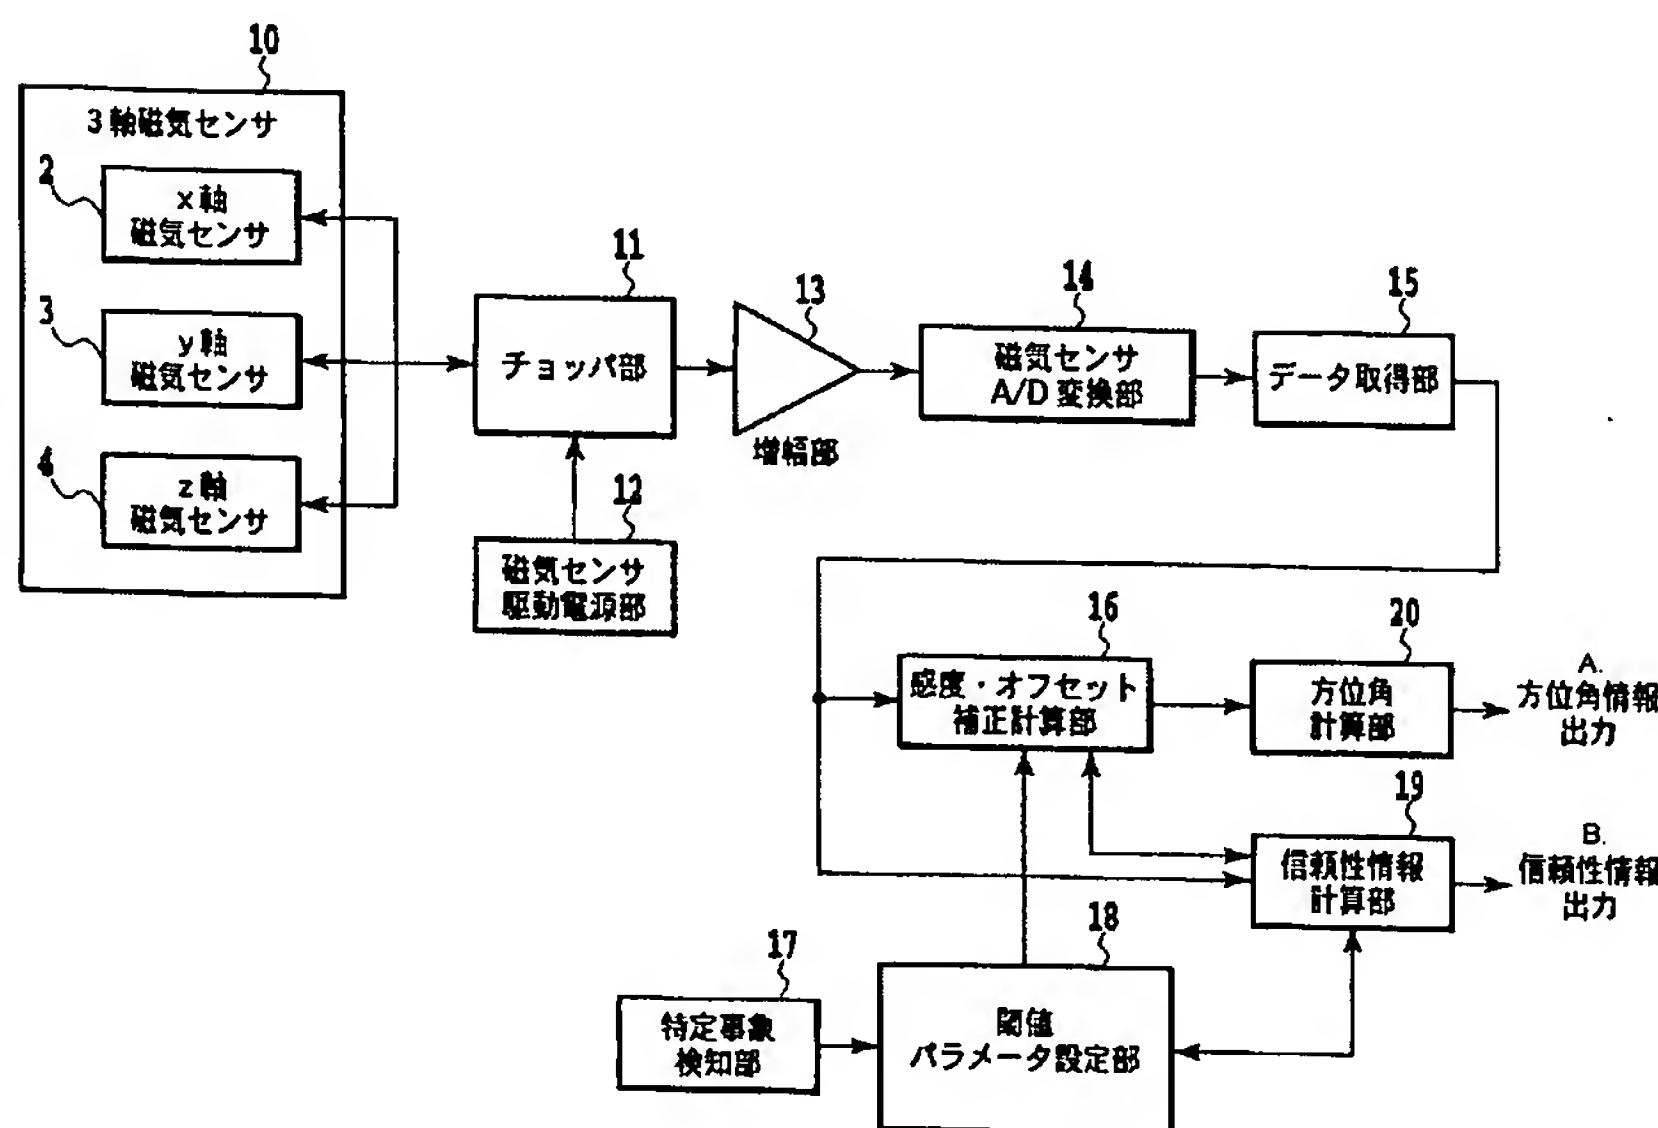 10
3軸磁気センサ
2
x軸
磁気センサ
3
y軸
磁気センサ
4
z軸
磁気センサ
11
チョッパ部
12
磁気センサ
駆動電源部
13
増幅部
14
磁気センサ
A/D変換部
15
データ取得部
16
感度・オフセット
補正計算部
20
方位角
計算部
A.
方位角情報
出力
19
信頼性情報
計算部
B.
信頼性情報
出力
17
特定事象
検知部
18
閾値
パラメータ設定部